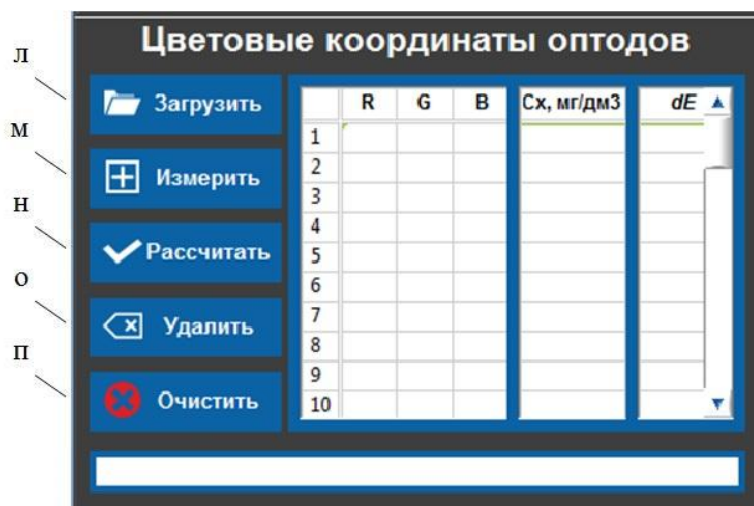 Цветовые координаты оптодов
л
Загрузить
м
Измерить
н
Рассчитать
о
Удалить
п
Очистить
R G B Сх, мг/дм3 dE
1
2
3
4
5
6
7
8
9
10